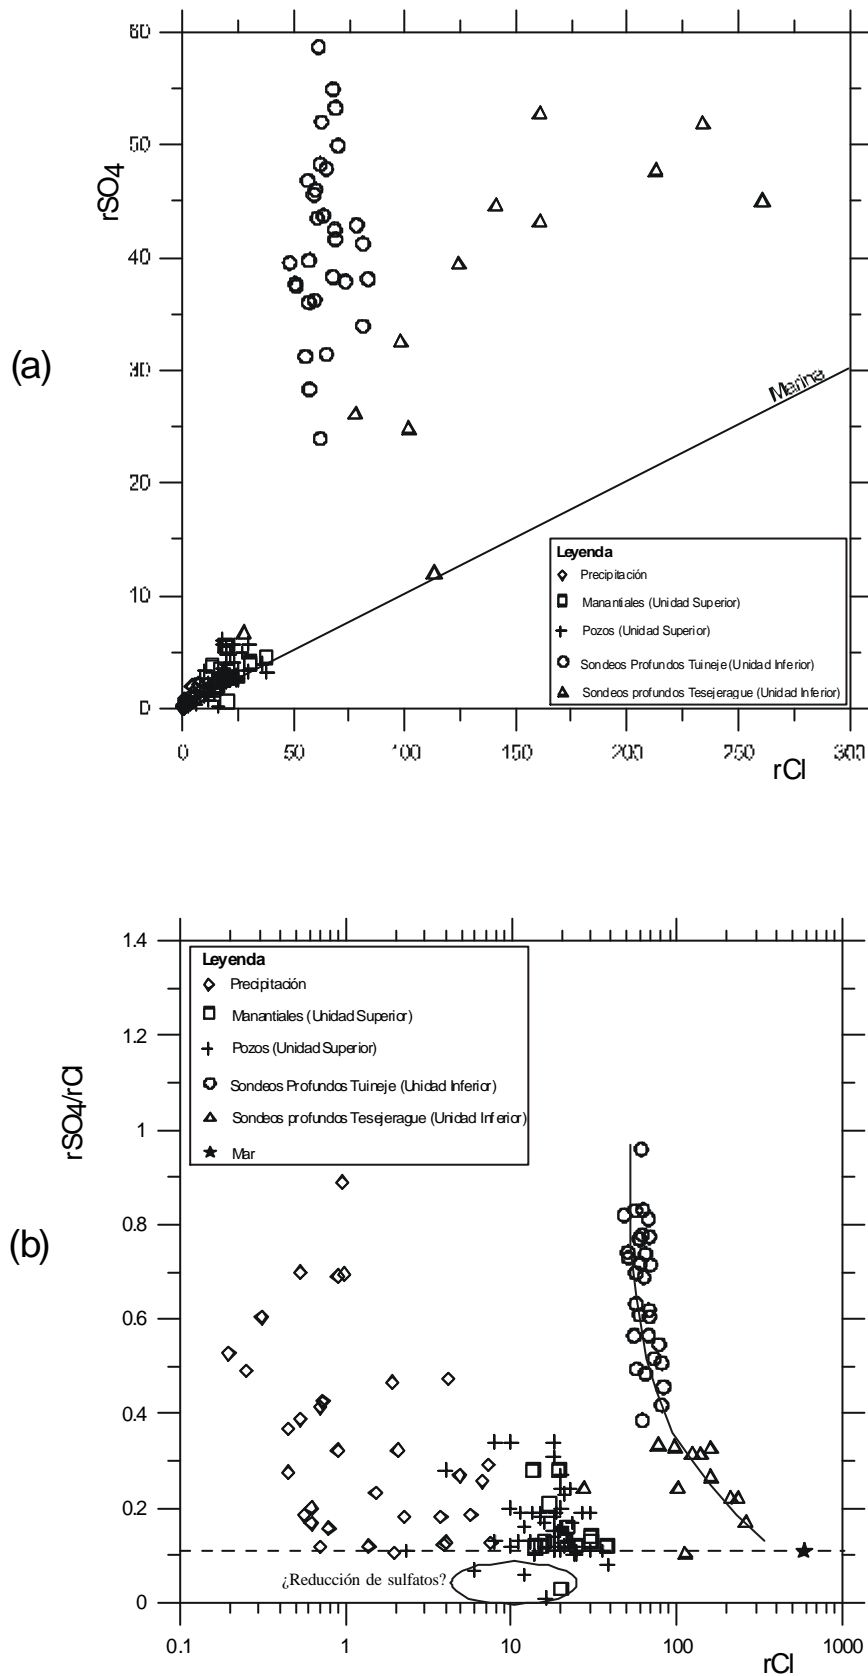 60
50
40
30
20
10
0
rSO4
(a)
Marina
Leyenda
Precipitación
Manantiales (Unidad Superior)
Pozos (Unidad Superior)
Sondeos Profundos Tuineje (Unidad Inferior)
Sondeos profundos Tesejerague (Unidad Inferior)
0 50 100 150 200 250 300
rCl
1.4
1.2
1
0.8
0.6
0.4
0.2
0
rSO4/rCl
(b)
Leyenda
Precipitación
Manantiales (Unidad Superior)
Pozos (Unidad Superior)
Sondeos Profundos Tuineje (Unidad Inferior)
Sondeos profundos Tesejerague (Unidad Inferior)
Mar
¿Reducción de sulfatos?
0.1 1 10 100 1000
rCl